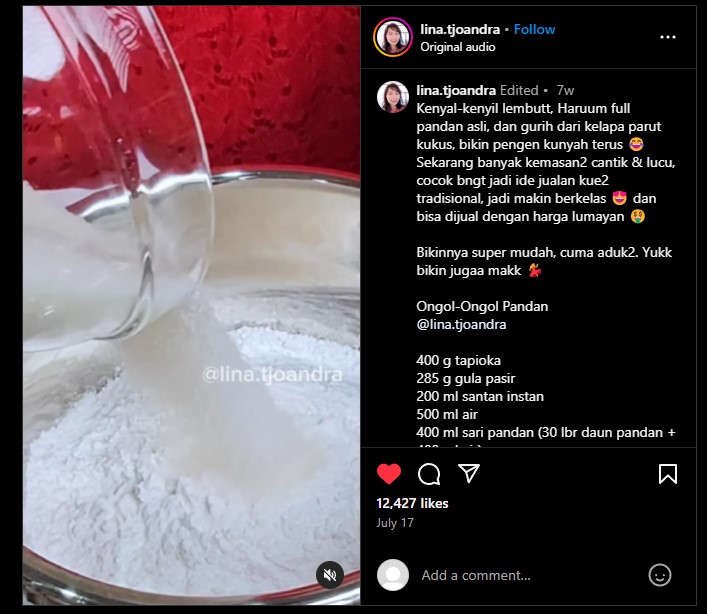 lina.tjoandra • Follow
Original audio
lina.tjoandra Edited • 7w
Kenyal-kenyil lembutt, Haruum full
pandan asli, dan gurih dari kelapa parut
kukus, bikin pengen kunyah terus 😂
Sekarang banyak kemasan2 cantik & lucu,
cocok bngt jadi ide jualan kue2
tradisional, jadi makin berkelas 😍 dan
bisa dijual dengan harga lumayan 🤑
Bikinnya super mudah, cuma aduk2. Yukk
bikin jugaa makk 💃
Ongol-Ongol Pandan
@lina.tjoandra
400 g tapioka
285 g gula pasir
200 ml santan instan
500 ml air
400 ml sari pandan (30 lbr daun pandan +
@lina.tjoandra
12,427 likes
July 17
Add a comment...